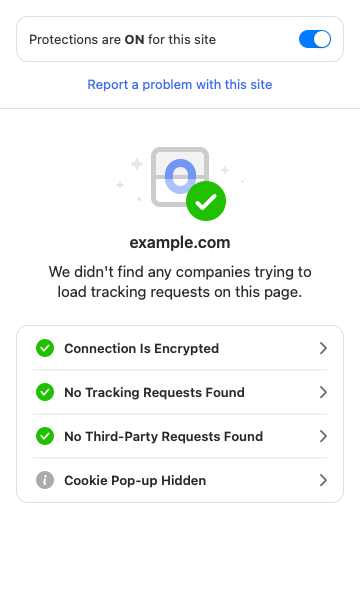 Protections are ON for this site
Report a problem with this site
example.com
We didn't find any companies trying to
load tracking requests on this page.
Connection Is Encrypted
No Tracking Requests Found
No Third-Party Requests Found
Cookie Pop-up Hidden